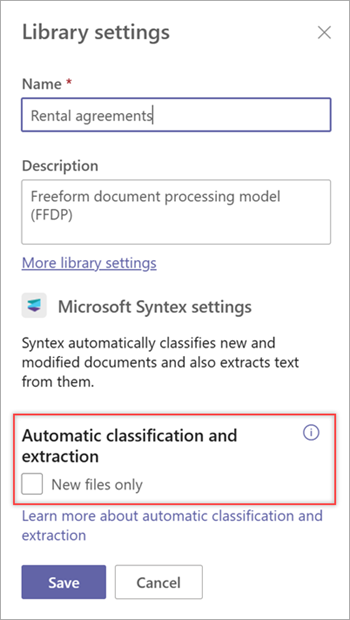 Library settings
Name *
Rental agreements
Description
Freeform document processing model
(FFDP)
More library settings
Microsoft Syntex settings
Syntex automatically classifies new and
modified documents and also extracts text
from them.
Automatic classification and
extraction
New files only
Learn more about automatic classification and
extraction
Save
Cancel